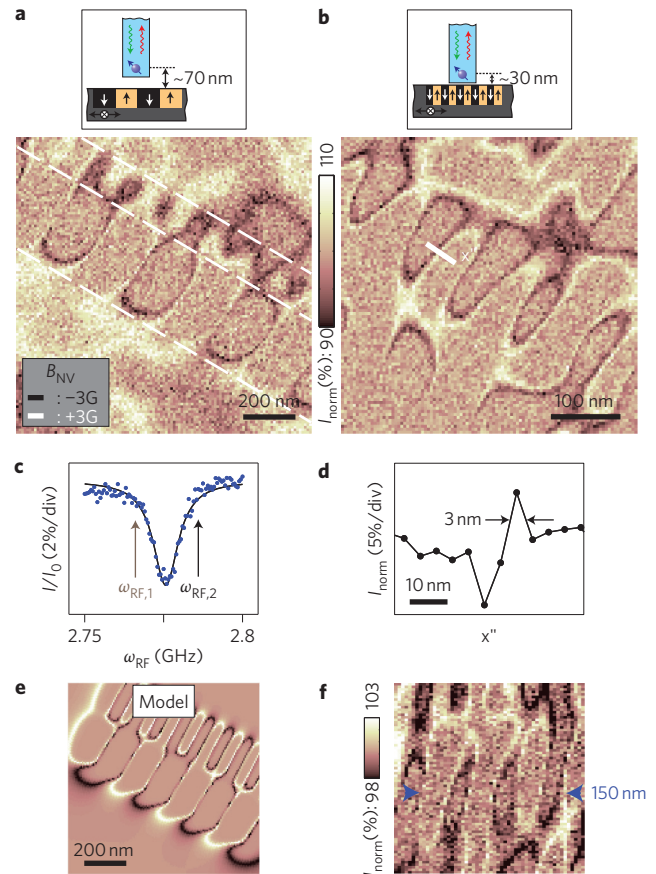 a
~70 nm
b
~30 nm
B_NV
: −3G
: +3G
200 nm
I_norm(%): 90 110
100 nm
x
c
I/I_0 (2%/div)
ω_RF,1
ω_RF,2
2.75
2.8
ω_RF (GHz)
d
I_norm (5%/div)
3 nm
10 nm
x"
e
Model
200 nm
f
I_norm(%): 98 103
150 nm